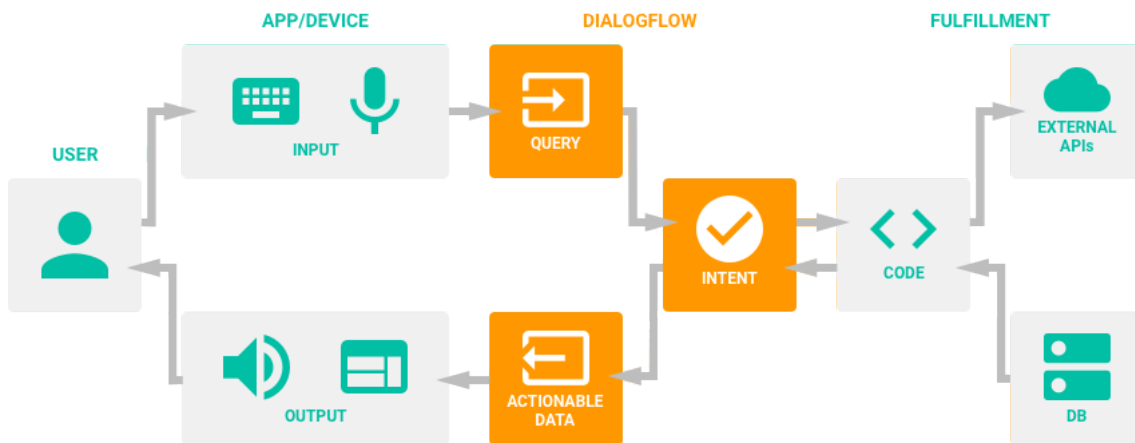 APP/DEVICE
DIALOGFLOW
FULFILLMENT
INPUT
QUERY
EXTERNAL
APIs
USER
INTENT
CODE
OUTPUT
ACTIONABLE
DATA
DB